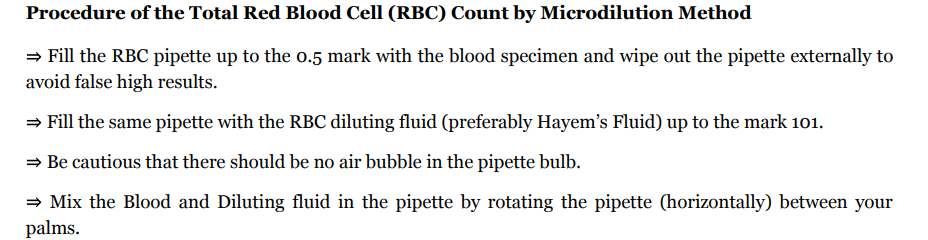 Procedure of the Total Red Blood Cell (RBC) Count by Microdilution Method
⇒ Fill the RBC pipette up to the 0.5 mark with the blood specimen and wipe out the pipette externally to
avoid false high results.
⇒ Fill the same pipette with the RBC diluting fluid (preferably Hayem’s Fluid) up to the mark 101.
⇒ Be cautious that there should be no air bubble in the pipette bulb.
⇒ Mix the Blood and Diluting fluid in the pipette by rotating the pipette (horizontally) between your
palms.